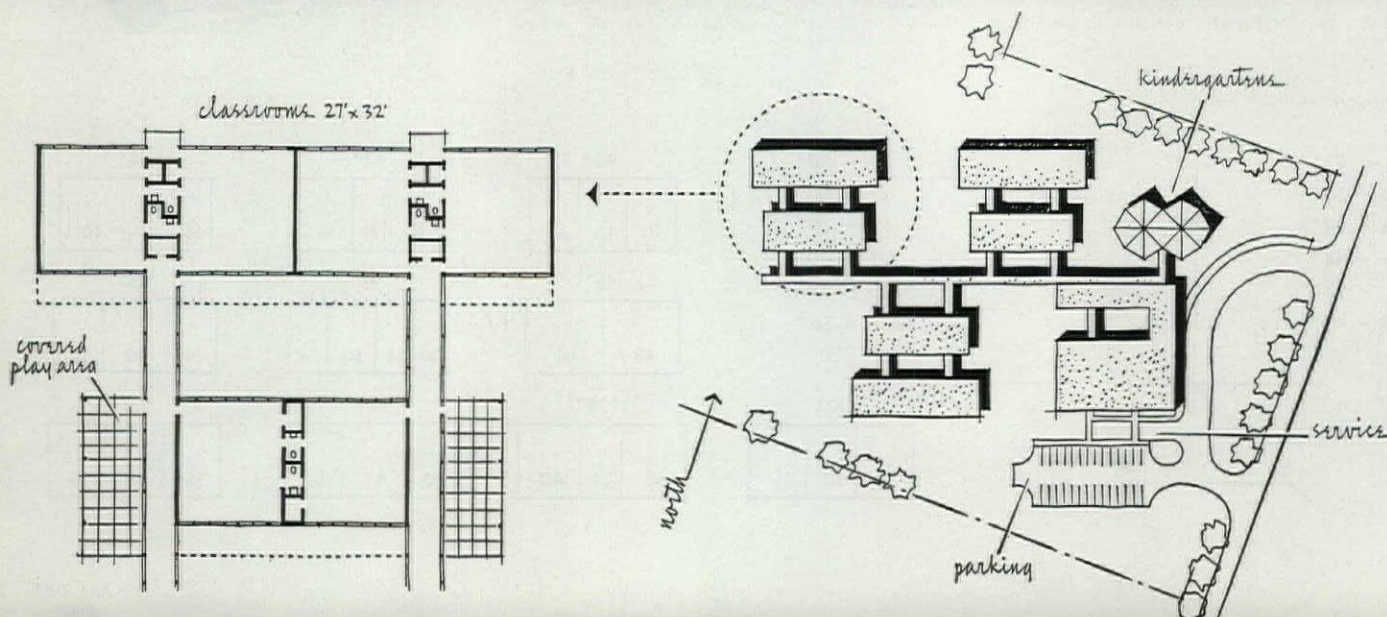 classrooms 27' x 32'
covered
play area
kindergartens
north
service
parking